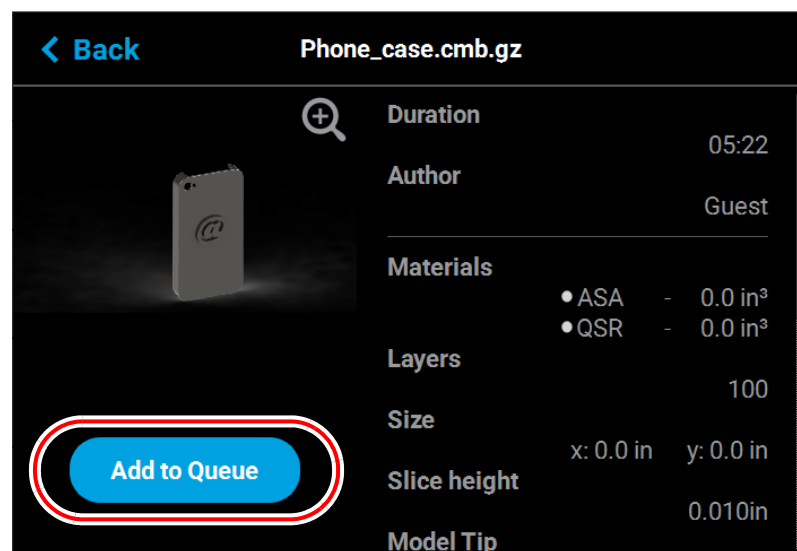 Back
Phone_case.cmb.gz
Duration
05:22
Author
Guest
Materials
● ASA - 0.0 in³
● QSR - 0.0 in³
Layers
100
Size
x: 0.0 in y: 0.0 in
Slice height
0.010in
Model Tip
@
Add to Queue